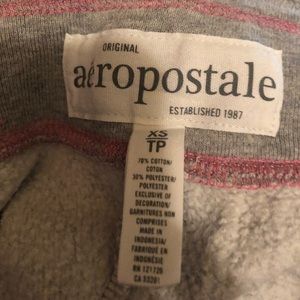 ORIGINAL
aéropostale
ESTABLISHED 1987
XS
TP
70% COTTON/
COTON
30% POLYESTER/
POLYESTER
EXCLUSIVE OF
DECORATION/
GARNITURES NON
COMPRISES
MADE IN
INDONESIA/
FABRIQUÉ EN
INDONÉSIE
RN 121726
CA 53281